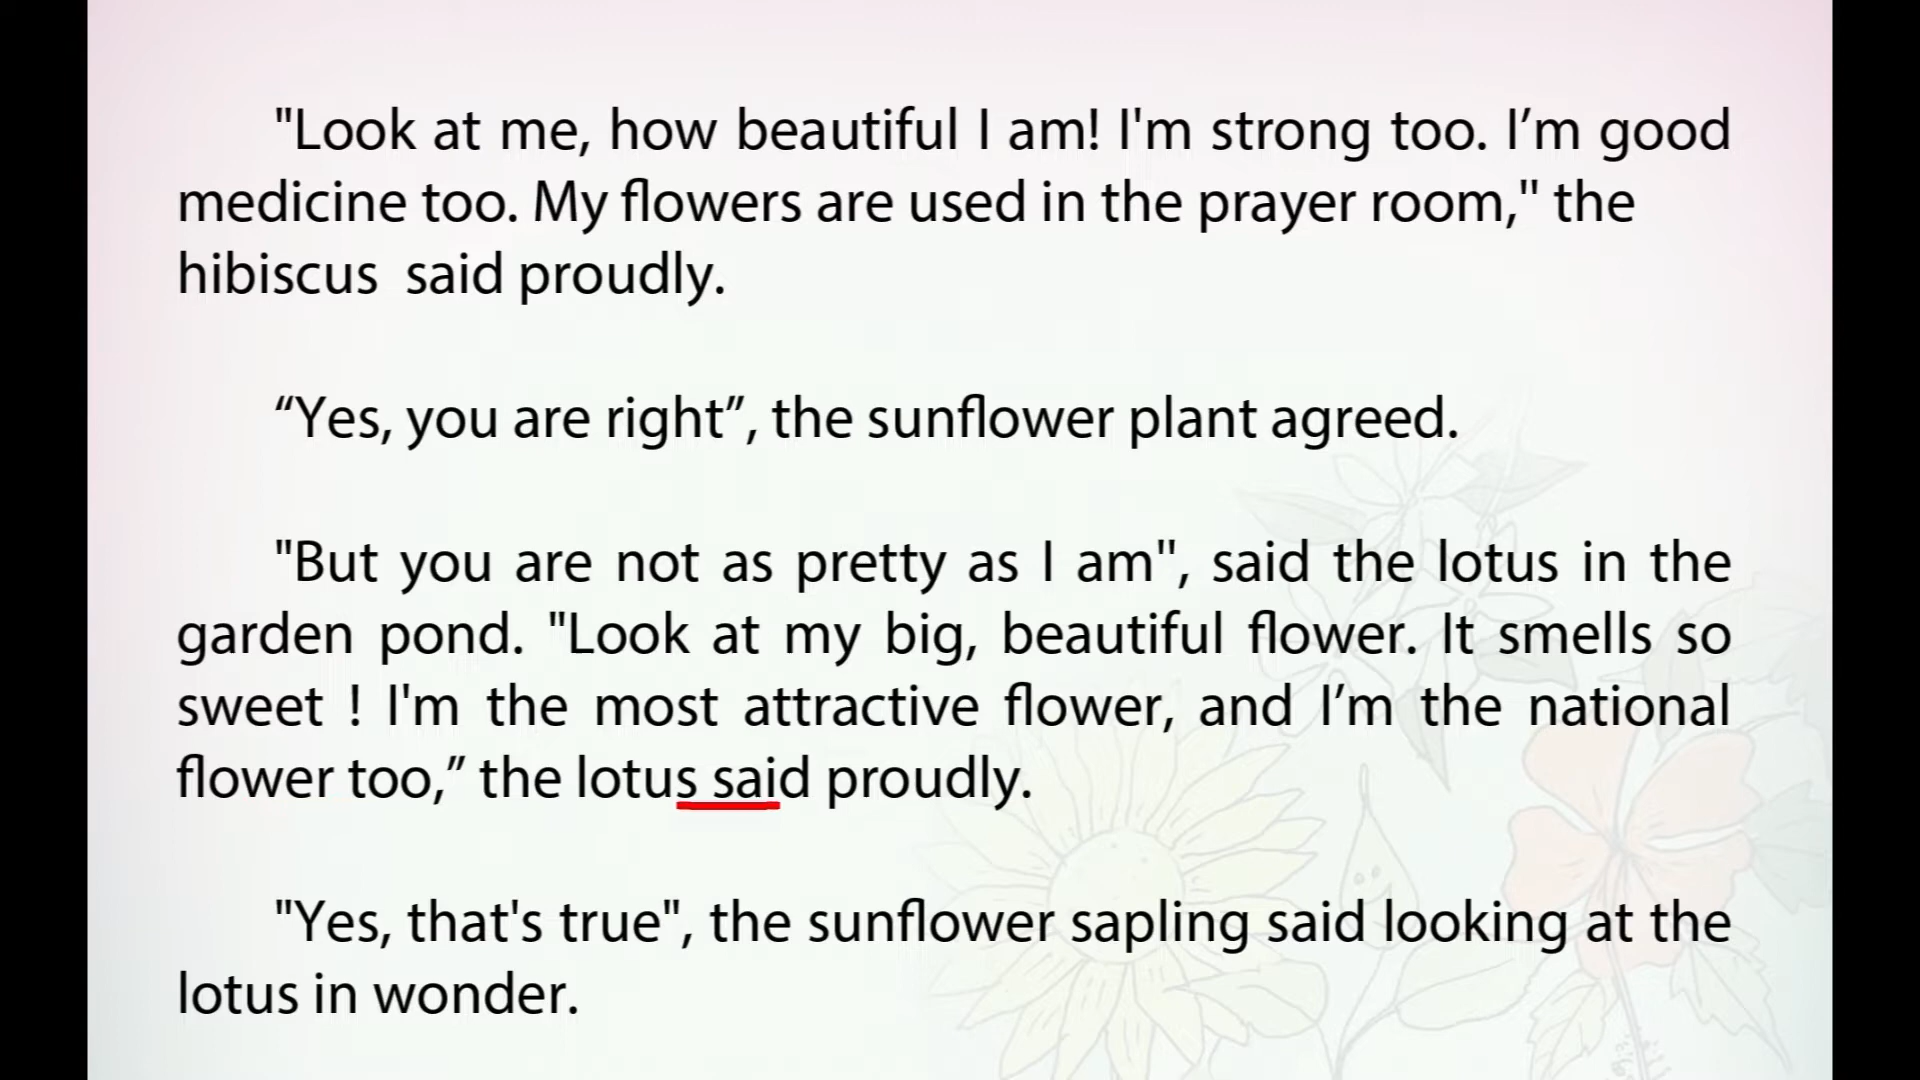 "Look at me, how beautiful I am! I'm strong too. I’m good
medicine too. My flowers are used in the prayer room," the
hibiscus said proudly.
“Yes, you are right”, the sunflower plant agreed.
"But you are not as pretty as I am", said the lotus in the
garden pond. "Look at my big, beautiful flower. It smells so
sweet ! I'm the most attractive flower, and I’m the national
flower too,” the lotus said proudly.
"Yes, that's true", the sunflower sapling said looking at the
lotus in wonder.